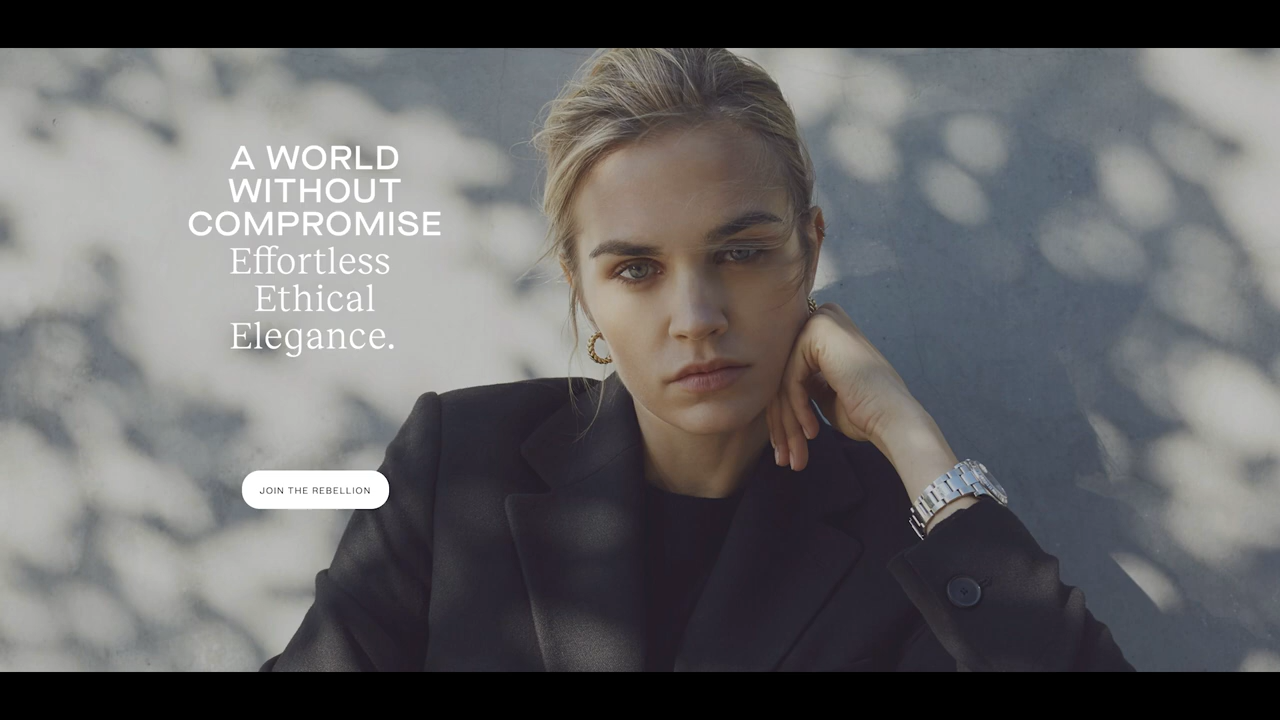 A WORLD
WITHOUT
COMPROMISE
Effortless
Ethical
Elegance.
JOIN THE REBELLION